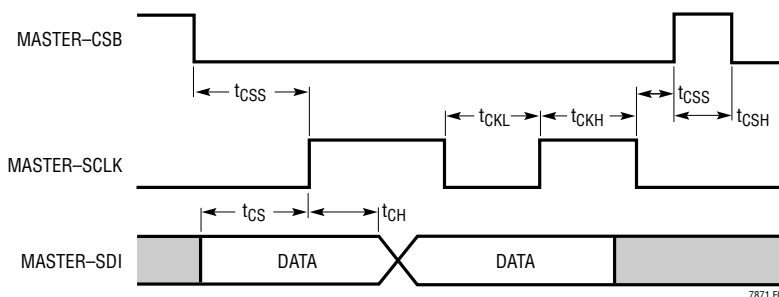 MASTER–CSB
tCSS
tCKL
tCKH
tCSS
tCSH
MASTER–SCLK
tCS
tCH
MASTER–SDI
DATA
DATA